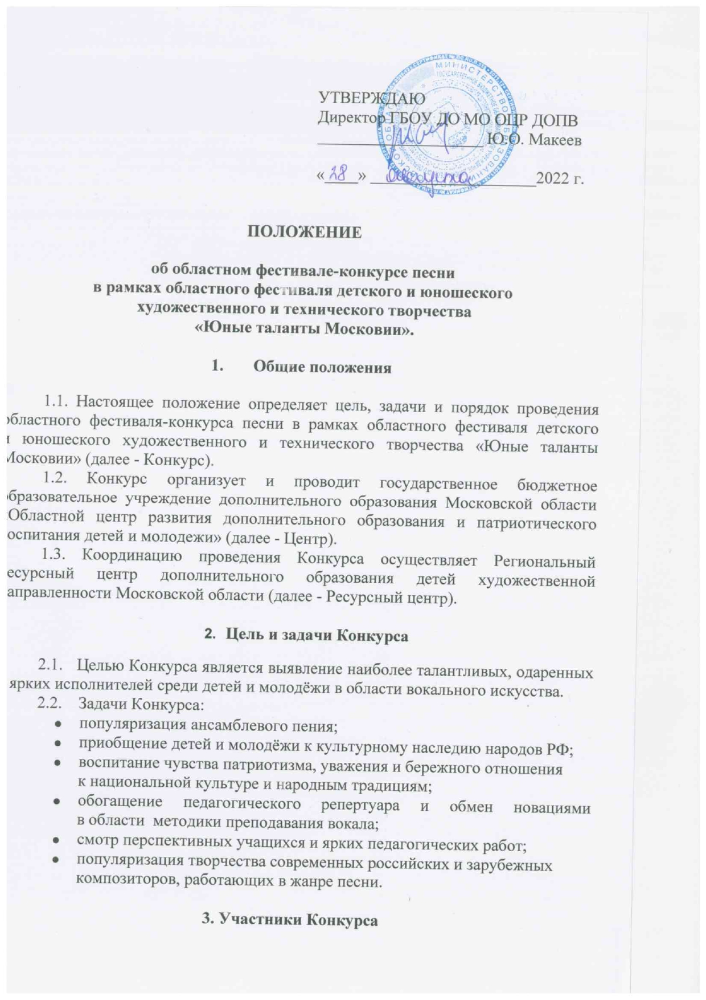 УТВЕРЖДАЮ
Директор ГБОУ ДО МО ОЦР ДОПВ
Ю.О. Макеев
«28» августа 2022 г.
МИНИСТЕРСТВО ОБРАЗОВАНИЯ
ПОЛОЖЕНИЕ
об областном фестивале-конкурсе песни
в рамках областного фестиваля детского и юношеского
художественного и технического творчества
«Юные таланты Московии».
1. Общие положения
1.1. Настоящее положение определяет цель, задачи и порядок проведения
областного фестиваля-конкурса песни в рамках областного фестиваля детского
и юношеского художественного и технического творчества «Юные таланты
Московии» (далее - Конкурс).
1.2. Конкурс организует и проводит государственное бюджетное
образовательное учреждение дополнительного образования Московской области
«Областной центр развития дополнительного образования и патриотического
оспитания детей и молодежи» (далее - Центр).
1.3. Координацию проведения Конкурса осуществляет Региональный
есурсный центр дополнительного образования детей художественной
аправленности Московской области (далее - Ресурсный центр).
2. Цель и задачи Конкурса
2.1. Целью Конкурса является выявление наиболее талантливых, одаренных
ярких исполнителей среди детей и молодёжи в области вокального искусства.
2.2. Задачи Конкурса:
● популяризация ансамблевого пения;
● приобщение детей и молодёжи к культурному наследию народов РФ;
● воспитание чувства патриотизма, уважения и бережного отношения
к национальной культуре и народным традициям;
● обогащение педагогического репертуара и обмен новациями
в области методики преподавания вокала;
● смотр перспективных учащихся и ярких педагогических работ;
● популяризация творчества современных российских и зарубежных
композиторов, работающих в жанре песни.
3. Участники Конкурса